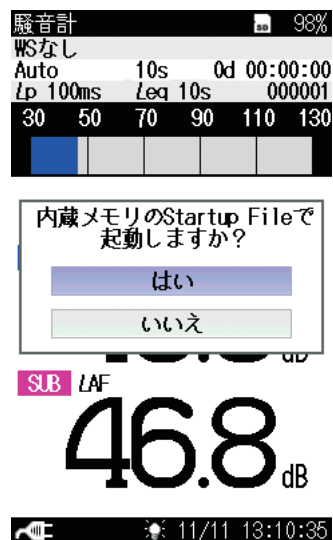 騒音計 SD 98%
WSなし
Auto 10s 0d 00:00:00
Lp 100ms Leq 10s 000001
30 50 70 90 110 130
内蔵メモリのStartup Fileで
起動しますか?
はい
いいえ
dB
SUB LAF
46.8 dB
11/11 13:10:35